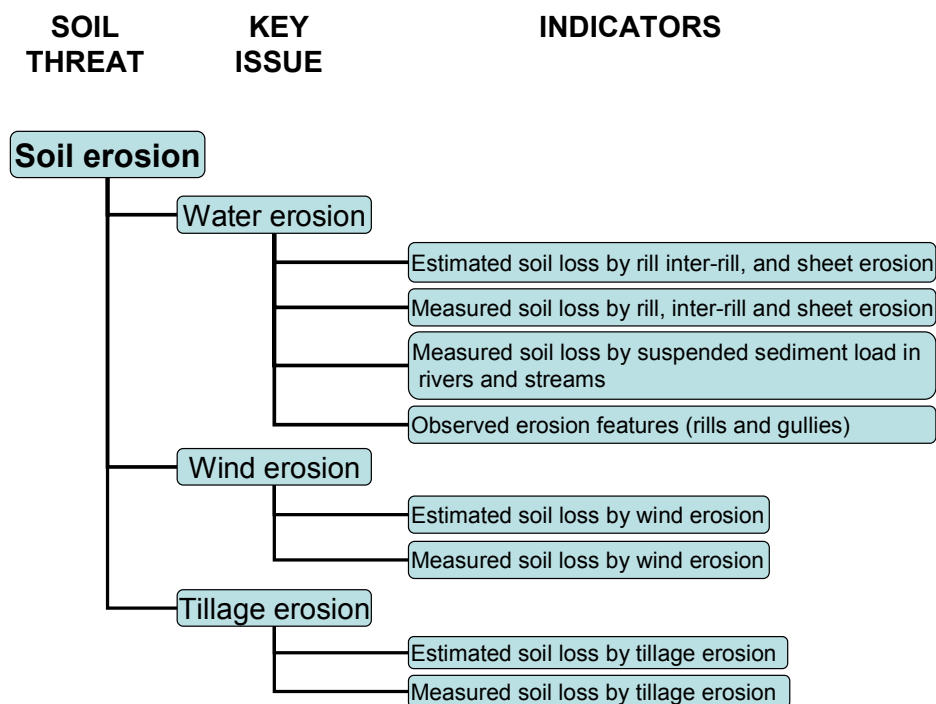 SOIL THREAT
KEY ISSUE
INDICATORS
Soil erosion
Water erosion
Estimated soil loss by rill inter-rill, and sheet erosion
Measured soil loss by rill, inter-rill and sheet erosion
Measured soil loss by suspended sediment load in
rivers and streams
Observed erosion features (rills and gullies)
Wind erosion
Estimated soil loss by wind erosion
Measured soil loss by wind erosion
Tillage erosion
Estimated soil loss by tillage erosion
Measured soil loss by tillage erosion